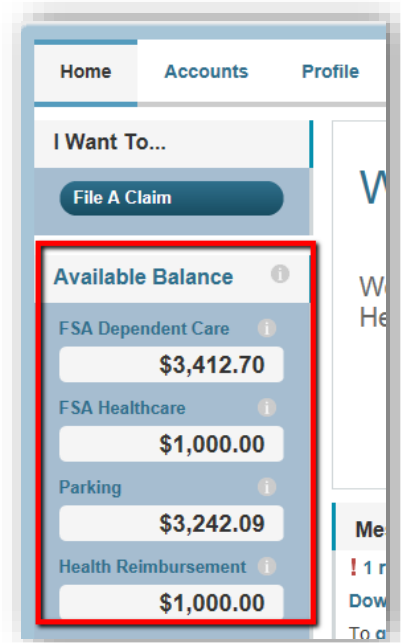 Home Accounts Profile
I Want To...
File A Claim
Available Balance
FSA Dependent Care
$3,412.70
FSA Healthcare
$1,000.00
Parking
$3,242.09
Health Reimbursement
$1,000.00
! 1